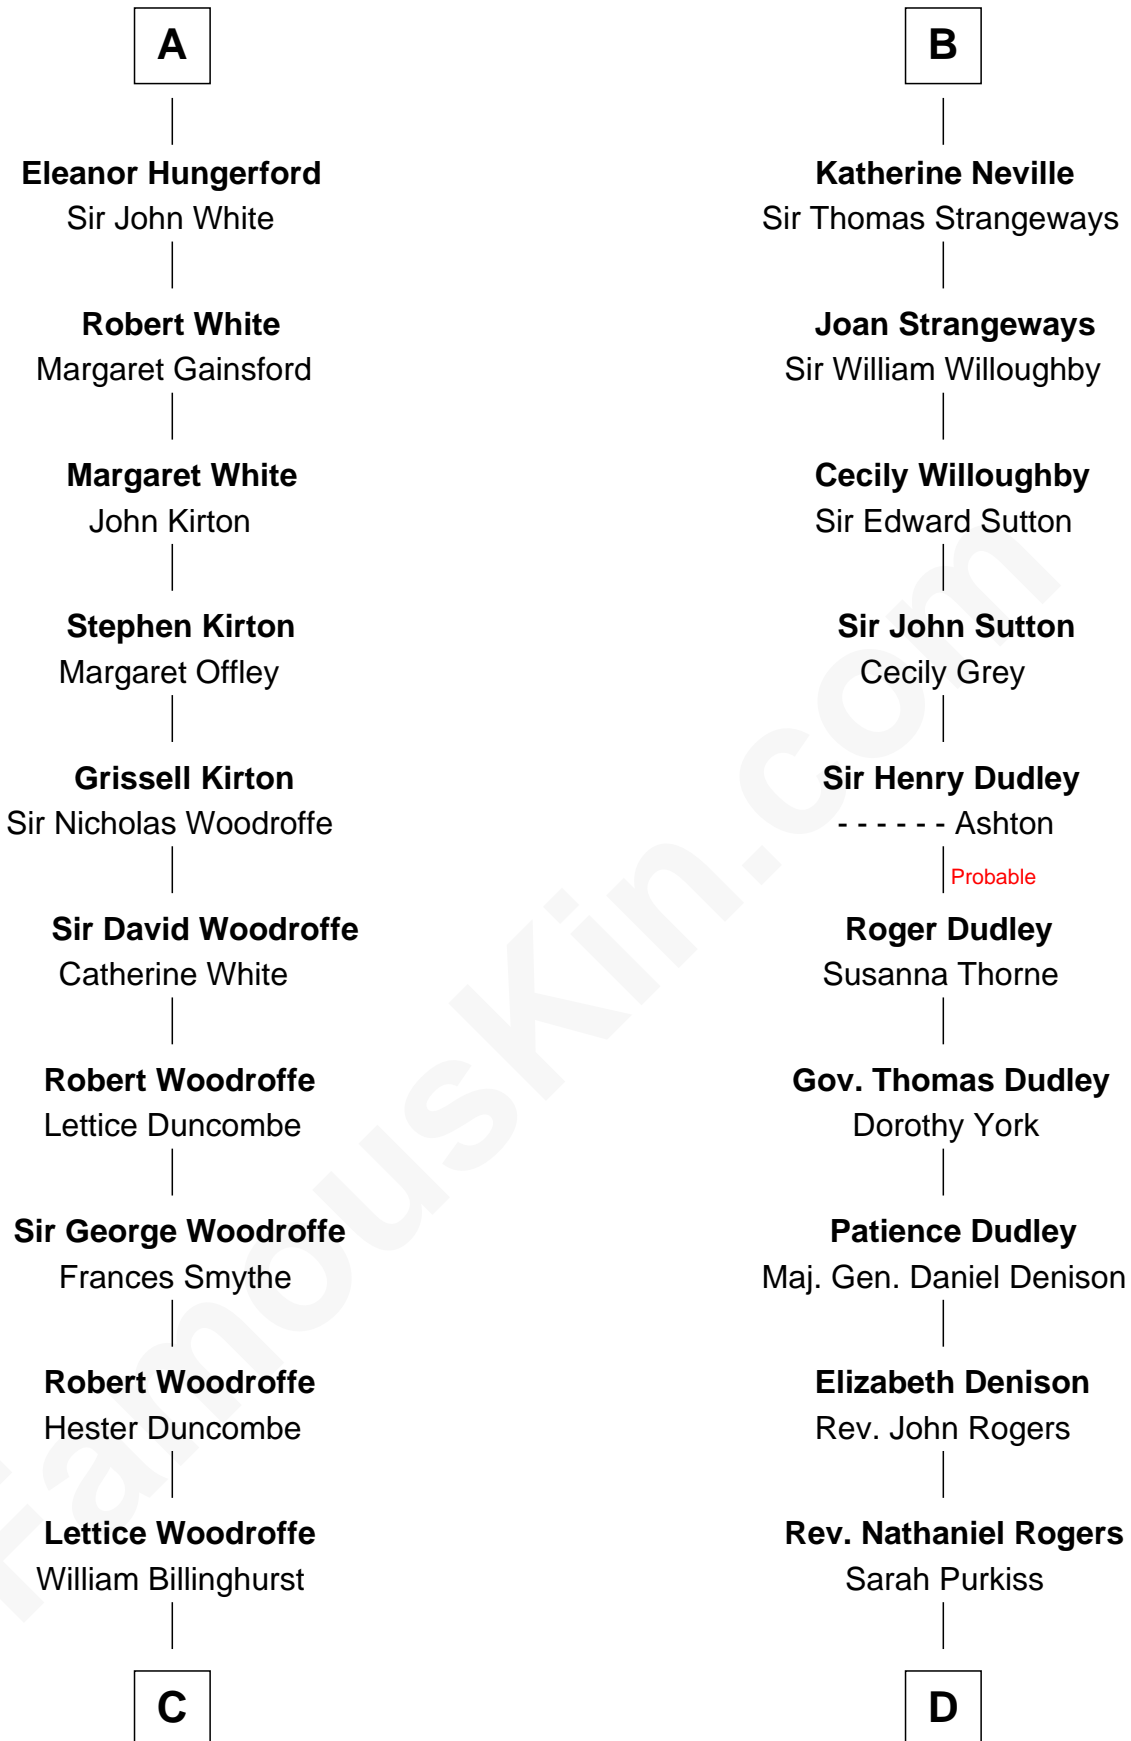 A
Eleanor Hungerford
Sir John White
Robert White
Margaret Gainsford
Margaret White
John Kirton
Stephen Kirton
Margaret Offley
Grissell Kirton
Sir Nicholas Woodroffe
Sir David Woodroffe
Catherine White
Robert Woodroffe
Lettice Duncombe
Sir George Woodroffe
Frances Smythe
Robert Woodroffe
Hester Duncombe
Lettice Woodroffe
William Billinghurst
C
B
Katherine Neville
Sir Thomas Strangeways
Joan Strangeways
Sir William Willoughby
Cecily Willoughby
Sir Edward Sutton
Sir John Sutton
Cecily Grey
Sir Henry Dudley
- - - - - - Ashton
Probable
Roger Dudley
Susanna Thorne
Gov. Thomas Dudley
Dorothy York
Patience Dudley
Maj. Gen. Daniel Denison
Elizabeth Denison
Rev. John Rogers
Rev. Nathaniel Rogers
Sarah Purkiss
D
FamousKin.com